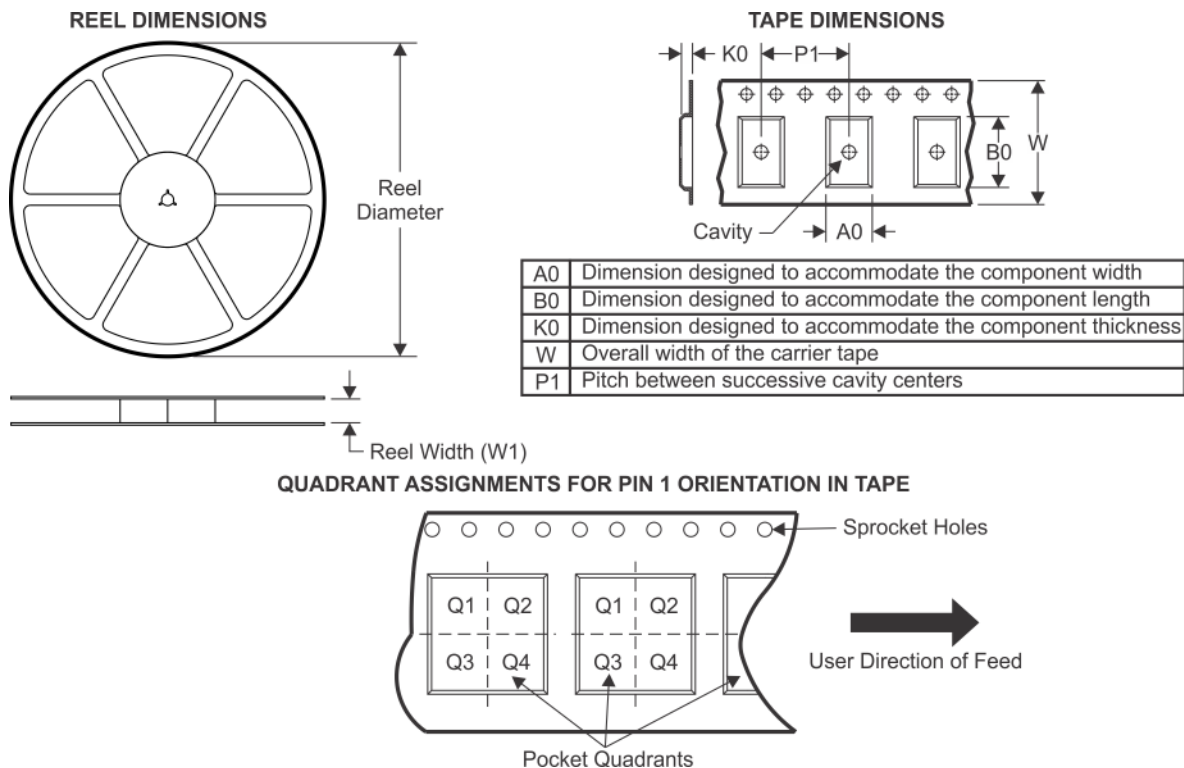 REEL DIMENSIONS
Reel
Diameter
Reel Width (W1)
TAPE DIMENSIONS
K0
P1
W
B0
Cavity
A0
A0 Dimension designed to accommodate the component width
B0 Dimension designed to accommodate the component length
K0 Dimension designed to accommodate the component thickness
W Overall width of the carrier tape
P1 Pitch between successive cavity centers
QUADRANT ASSIGNMENTS FOR PIN 1 ORIENTATION IN TAPE
Sprocket Holes
Q1 Q2 Q1 Q2
Q3 Q4 Q3 Q4
User Direction of Feed
Pocket Quadrants